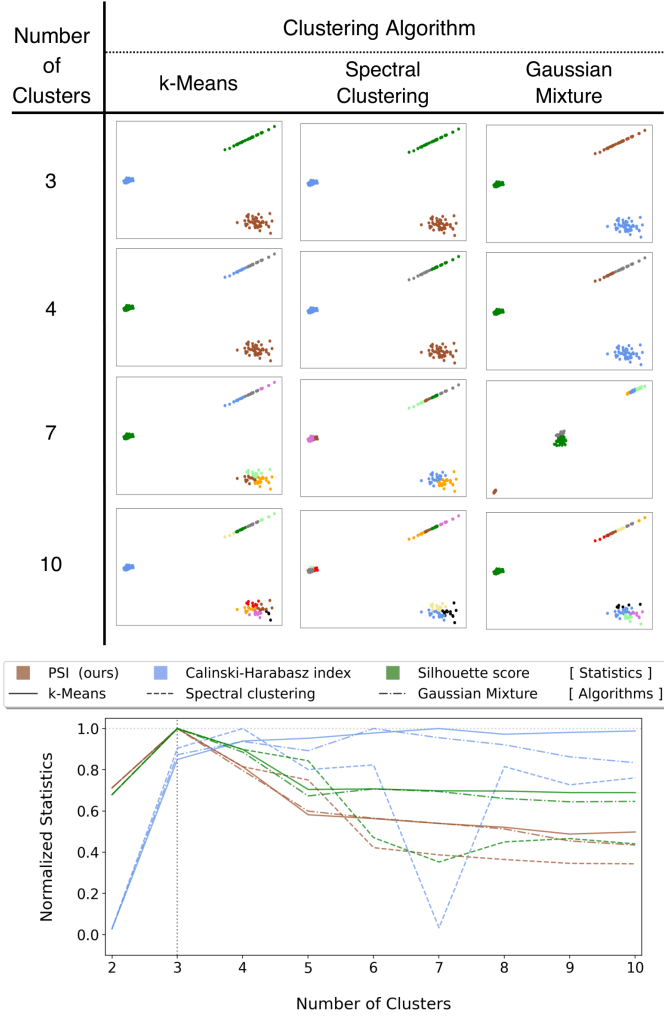 Number
of
Clusters
Clustering Algorithm
k-Means
Spectral
Clustering
Gaussian
Mixture
3
4
7
10
PSI (ours)
Calinski-Harabasz index
Silhouette score
[ Statistics ]
k-Means
Spectral clustering
Gaussian Mixture
[ Algorithms ]
Normalized Statistics
1.0
0.8
0.6
0.4
0.2
0.0
2 3 4 5 6 7 8 9 10
Number of Clusters